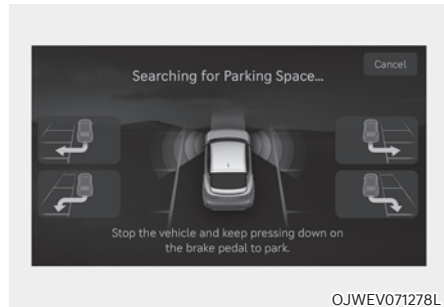 Cancel
Searching for Parking Space...
Stop the vehicle and keep pressing down on
the brake pedal to park.
OJWEV071278L